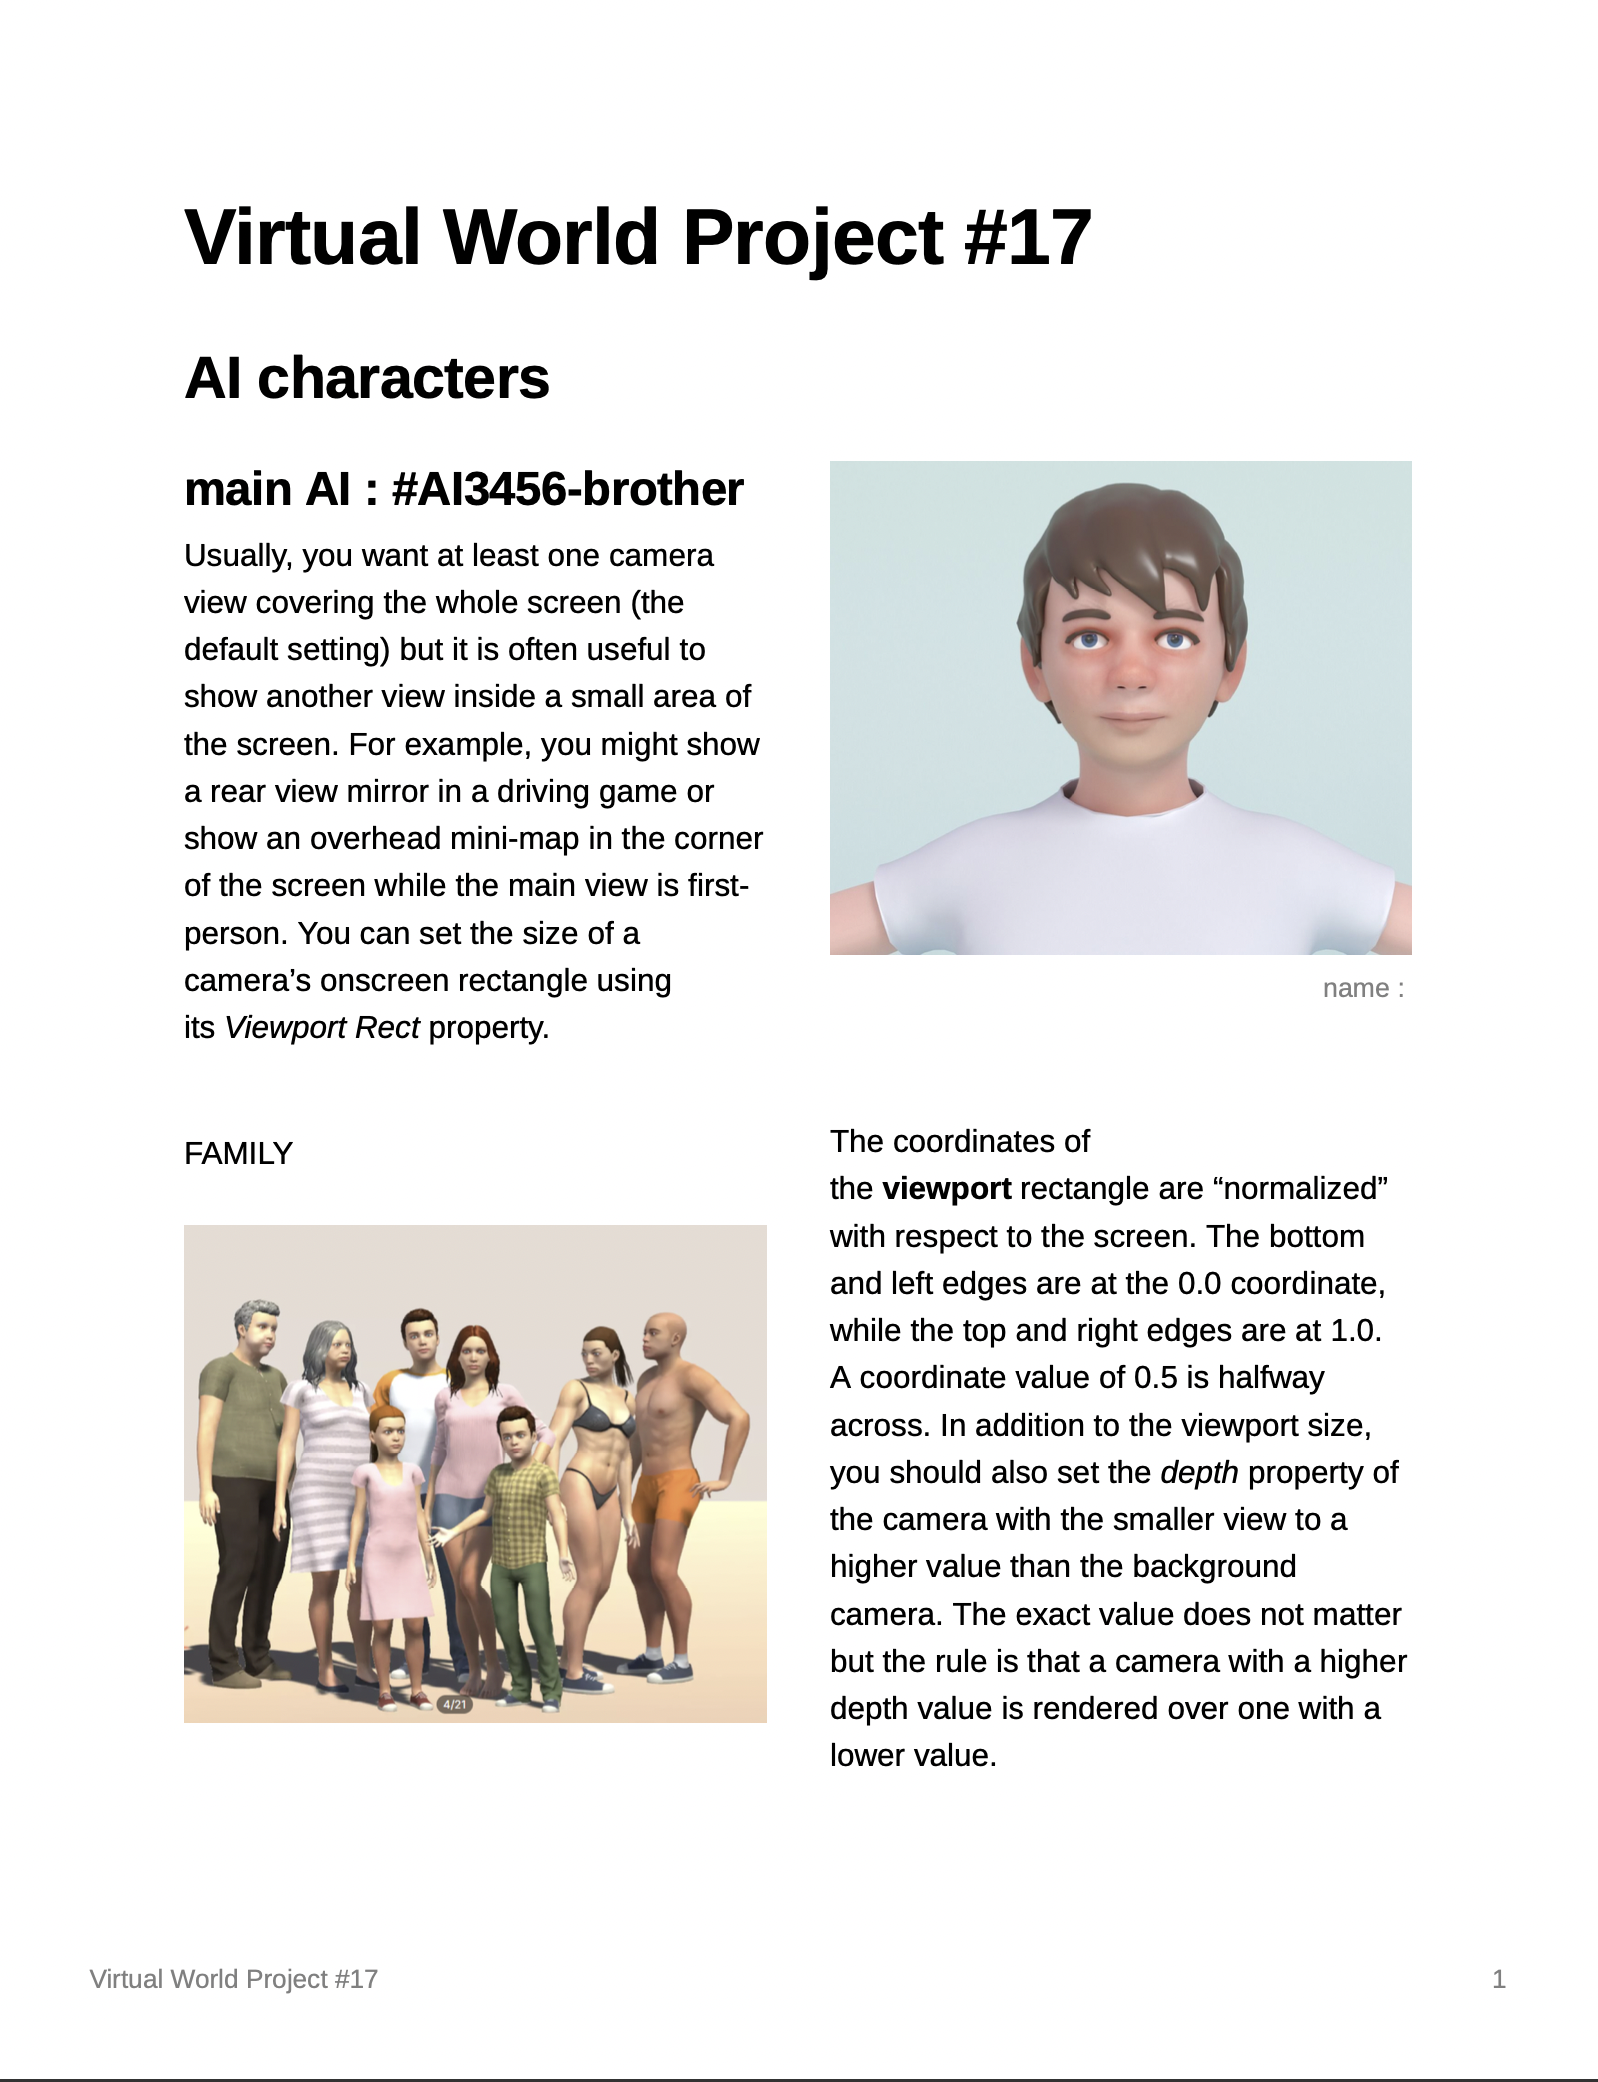 Virtual World Project #17
AI characters
main AI : #AI3456-brother
Usually, you want at least one camera
view covering the whole screen (the
default setting) but it is often useful to
show another view inside a small area of
the screen. For example, you might show
a rear view mirror in a driving game or
show an overhead mini-map in the corner
of the screen while the main view is first-
person. You can set the size of a
camera’s onscreen rectangle using
its Viewport Rect property.
name :
FAMILY
4/21
The coordinates of
the viewport rectangle are “normalized”
with respect to the screen. The bottom
and left edges are at the 0.0 coordinate,
while the top and right edges are at 1.0.
A coordinate value of 0.5 is halfway
across. In addition to the viewport size,
you should also set the depth property of
the camera with the smaller view to a
higher value than the background
camera. The exact value does not matter
but the rule is that a camera with a higher
depth value is rendered over one with a
lower value.
Virtual World Project #17
1